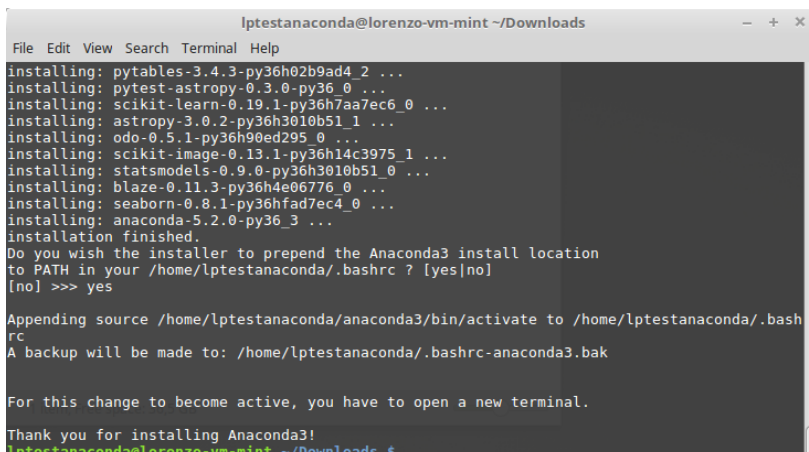 lptestanaconda@lorenzo-vm-mint ~/Downloads
File Edit View Search Terminal Help
installing: pytables-3.4.3-py36h02b9ad4_2 ...
installing: pytest-astropy-0.3.0-py36_0 ...
installing: scikit-learn-0.19.1-py36h7aa7ec6_0 ...
installing: astropy-3.0.2-py36h3010b51_1 ...
installing: odo-0.5.1-py36h90ed295_0 ...
installing: scikit-image-0.13.1-py36h14c3975_1 ...
installing: statsmodels-0.9.0-py36h3010b51_0 ...
installing: blaze-0.11.3-py36h4e06776_0 ...
installing: seaborn-0.8.1-py36hfad7ec4_0 ...
installing: anaconda-5.2.0-py36_3 ...
installation finished.
Do you wish the installer to prepend the Anaconda3 install location
to PATH in your /home/lptestanaconda/.bashrc ? [yes|no]
[no] >>> yes
Appending source /home/lptestanaconda/anaconda3/bin/activate to /home/lptestanaconda/.bash
rc
A backup will be made to: /home/lptestanaconda/.bashrc-anaconda3.bak
For this change to become active, you have to open a new terminal.
Thank you for installing Anaconda3!
lptestanaconda@lorenzo-vm-mint ~/Downloads $